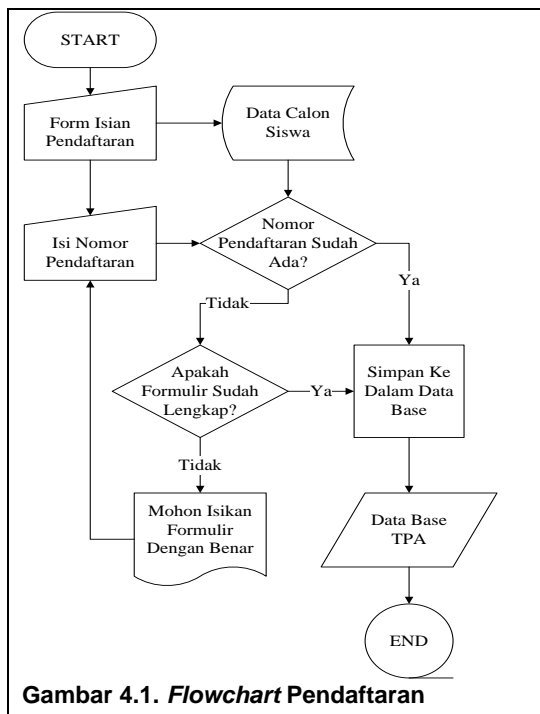 START
Form Isian
Pendaftaran
Data Calon
Siswa
Isi Nomor
Pendaftaran
Nomor
Pendaftaran Sudah
Ada?
Ya
Tidak
Apakah
Formulir Sudah
Lengkap?
Ya
Simpan Ke
Dalam Data
Base
Tidak
Mohon Isikan
Formulir
Dengan Benar
Data Base
TPA
END
Gambar 4.1. Flowchart Pendaftaran